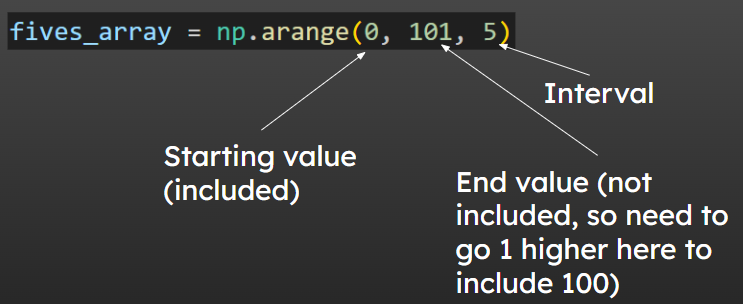 fives_array = np.arange(0, 101, 5)
Interval
Starting value
(included)
End value (not
included, so need to
go 1 higher here to
include 100)